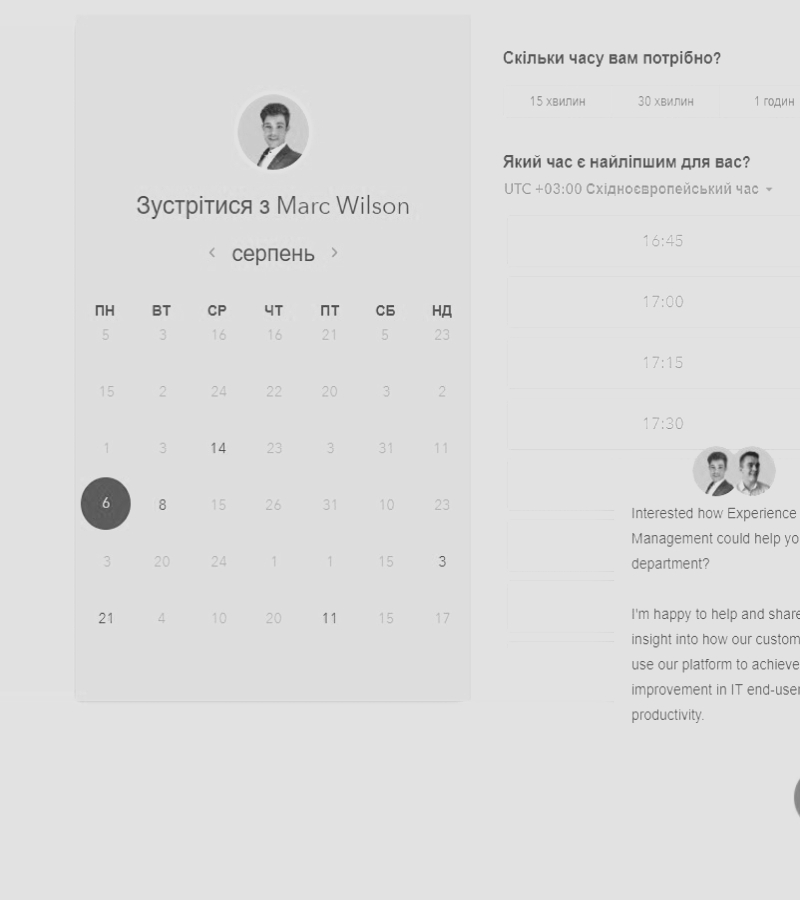 Зустрітися з Marc Wilson
‹ серпень ›
ПН ВТ СР ЧТ ПТ СБ НД
5 3 16 16 21 5 23
15 2 24 22 20 3 2
1 3 14 23 3 31 11
6 8 15 26 31 10 23
3 20 24 1 1 15 3
21 4 10 20 11 15 17
Скільки часу вам потрібно?
15 хвилин 30 хвилин 1 годин
Який час є найліпшим для вас?
UTC +03:00 Східноєвропейський час
16:45
17:00
17:15
17:30
Interested how Experience
Management could help yo
department?
I'm happy to help and share
insight into how our custom
use our platform to achieve
improvement in IT end-user
productivity.